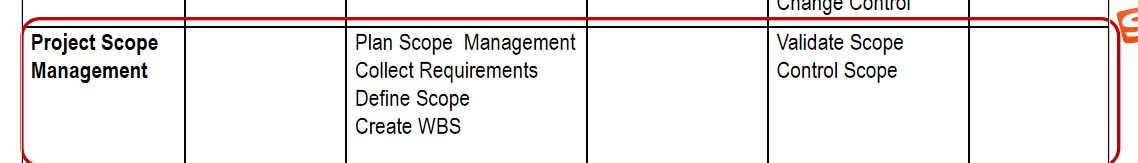 Change Control
Project Scope
Management
Plan Scope  Management
Collect Requirements
Define Scope
Create WBS
Validate Scope
Control Scope